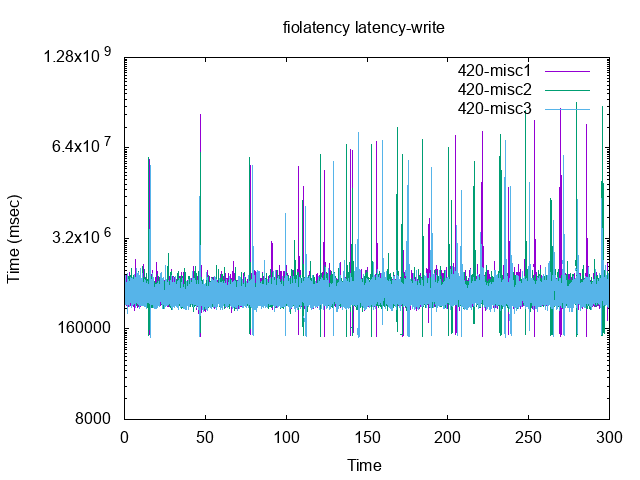 fiolatency latency-write
1.28x10 9
6.4x10 7
3.2x10 6
160000
8000
Time (msec)
420-misc1
420-misc2
420-misc3
0 50 100 150 200 250 300
Time